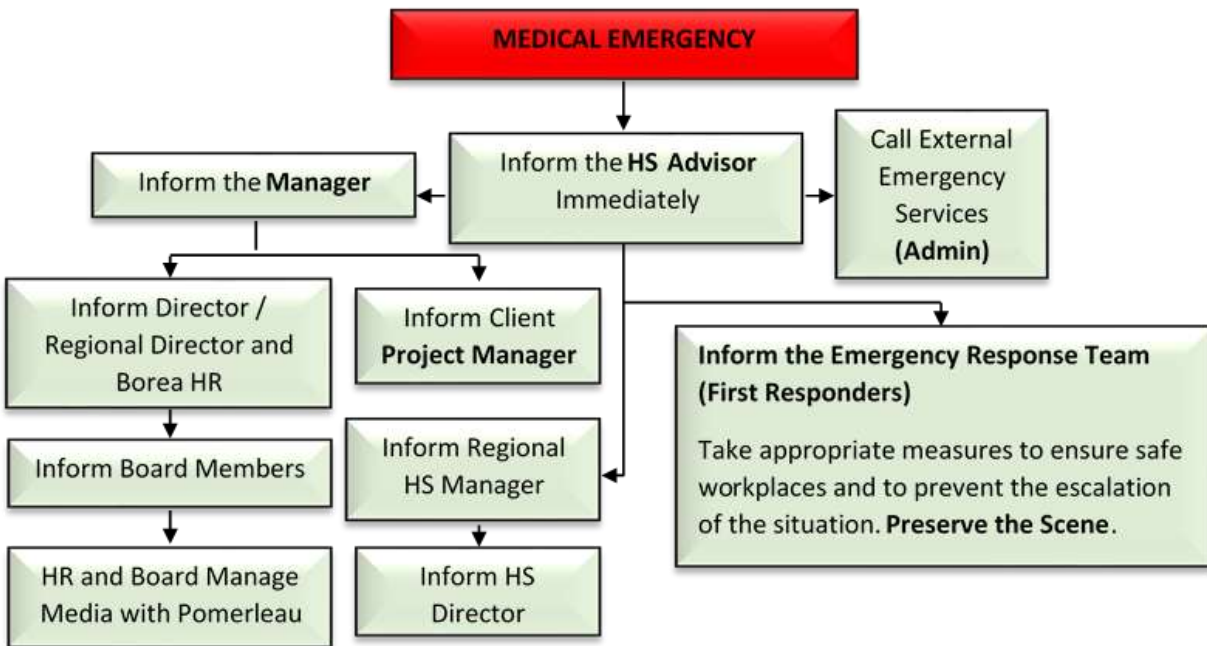 MEDICAL EMERGENCY
Inform the HS Advisor
Immediately
Inform the Manager
Call External
Emergency
Services
(Admin)
Inform Director /
Regional Director and
Borea HR
Inform Client
Project Manager
Inform the Emergency Response Team
(First Responders)
Take appropriate measures to ensure safe
workplaces and to prevent the escalation
of the situation. Preserve the Scene.
Inform Board Members
Inform Regional
HS Manager
HR and Board Manage
Media with Pomerleau
Inform HS
Director